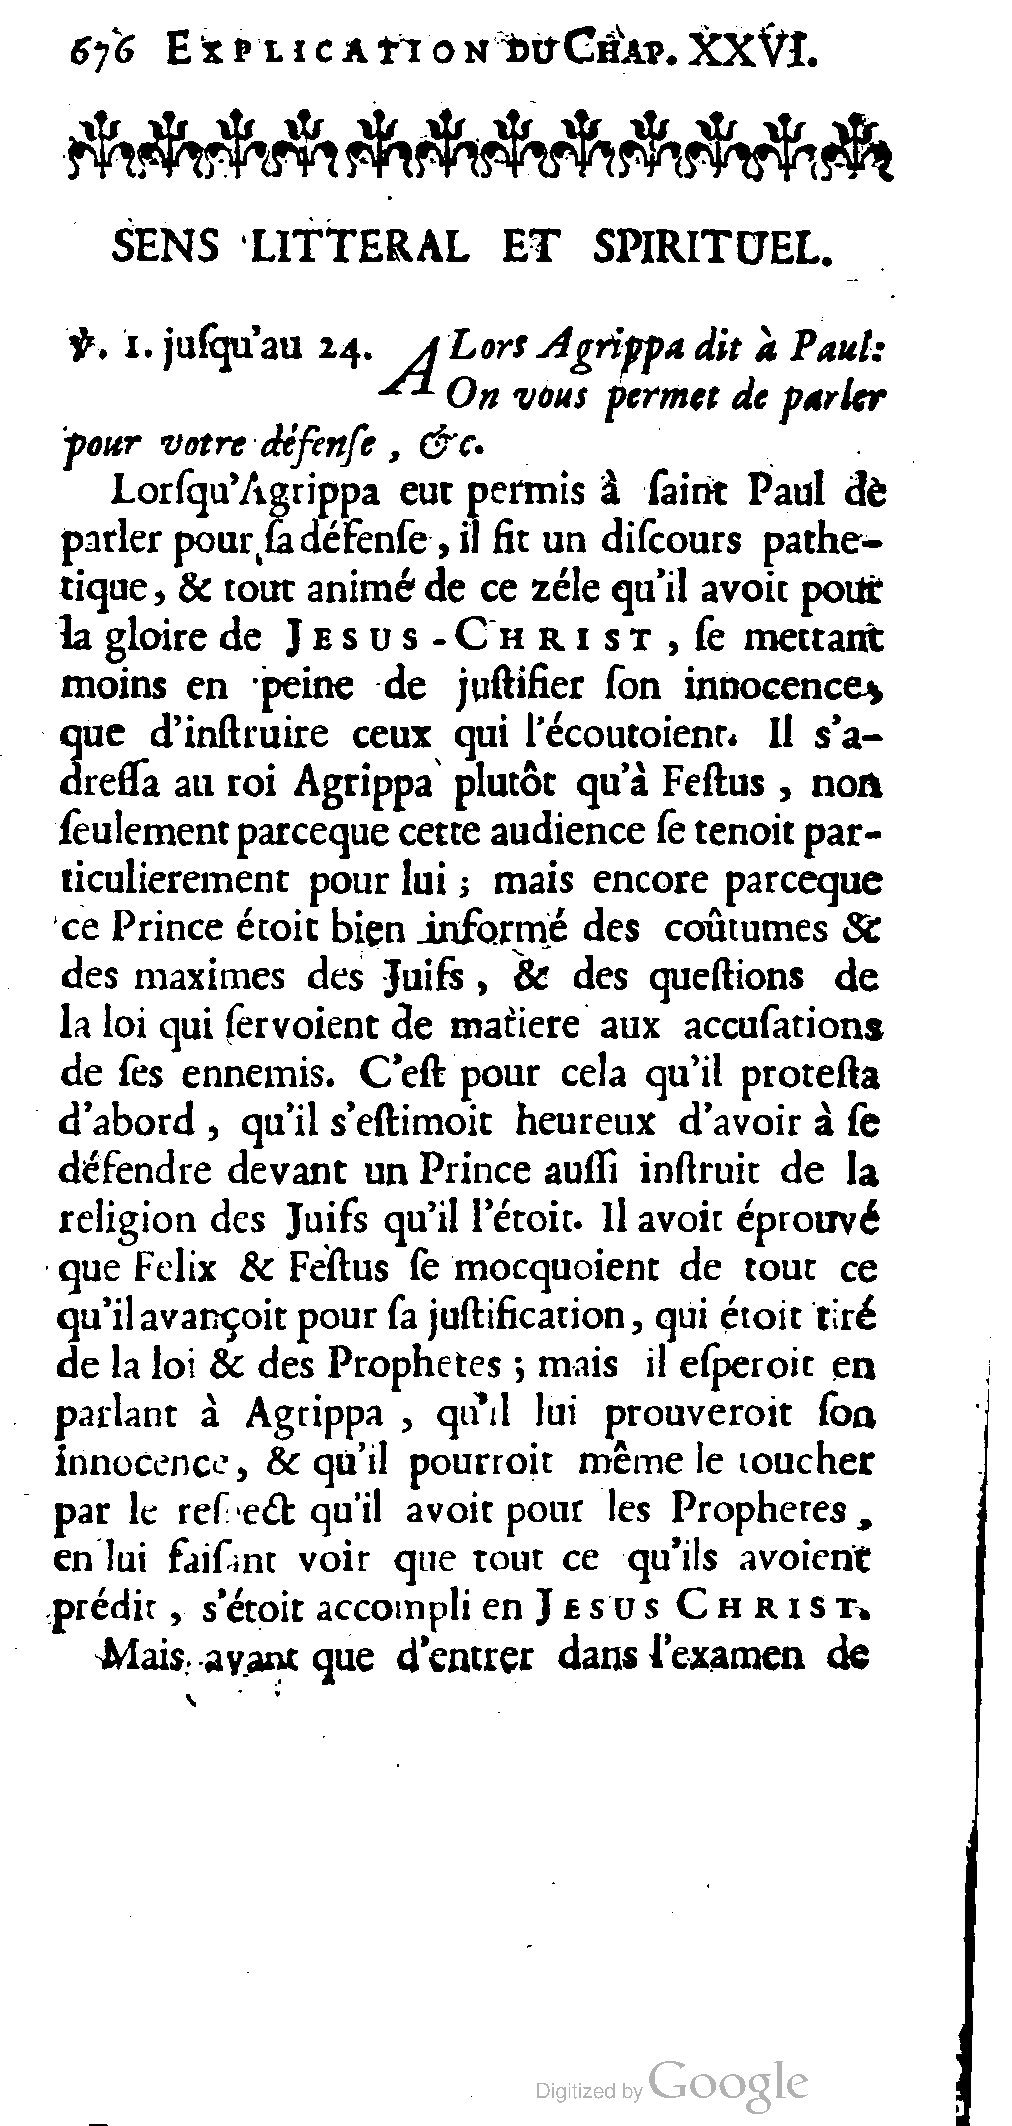 676 EXPLICATION DU CHAP. XXVI.
SENS LITTERAL ET SPIRITUEL.
℣. 1. juſqu'au 24. ALors Agrippa dit à Paul:
On vous permet de parler
pour votre défenſe, &c.
Lorſqu'Agrippa eut permis à ſaint Paul de
parler pour ſa défenſe, il fit un diſcours pathe-
tique, & tout animé de ce zéle qu'il avoit pour
la gloire de JESUS-CHRIST, ſe mettant
moins en peine de juſtifier ſon innocence,
que d'inſtruire ceux qui l'écoutoient. Il s'a-
dreſſa au roi Agrippa plutôt qu'à Feſtus, non
ſeulement parceque cette audience ſe tenoit par-
ticulierement pour lui; mais encore parceque
ce Prince étoit bien informé des coûtumes &
des maximes des Juifs, & des queſtions de
la loi qui ſervoient de matiere aux accuſations
de ſes ennemis. C'eſt pour cela qu'il proteſta
d'abord, qu'il s'eſtimoit heureux d'avoir à ſe
défendre devant un Prince auſſi inſtruit de la
religion des Juifs qu'il l'étoit. Il avoit éprouvé
que Felix & Feſtus ſe mocquoient de tout ce
qu'il avançoit pour ſa juſtification, qui étoit tiré
de la loi & des Prophetes; mais il eſperoit en
parlant à Agrippa, qu'il lui prouveroit ſon
innocence, & qu'il pourroit même le toucher
par le reſpect qu'il avoit pour les Prophetes,
en lui faiſant voir que tout ce qu'ils avoient
prédit, s'étoit accompli en JESUS CHRIST.
Mais avant que d'entrer dans l'examen de
Digitized by Google